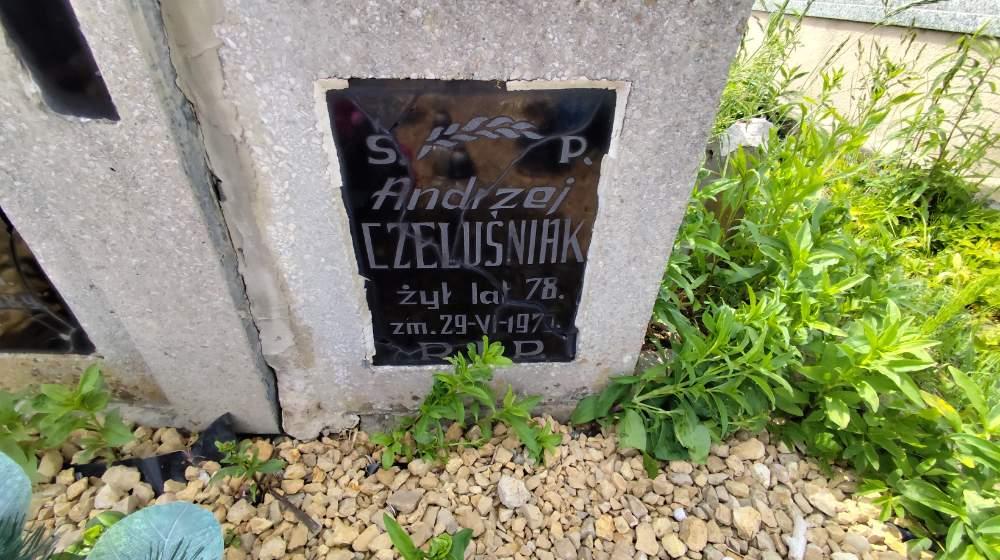 Ś. P.
Andrzej
CZELUŚNIAK
żył lat 78.
zm. 29-VI-197
P.